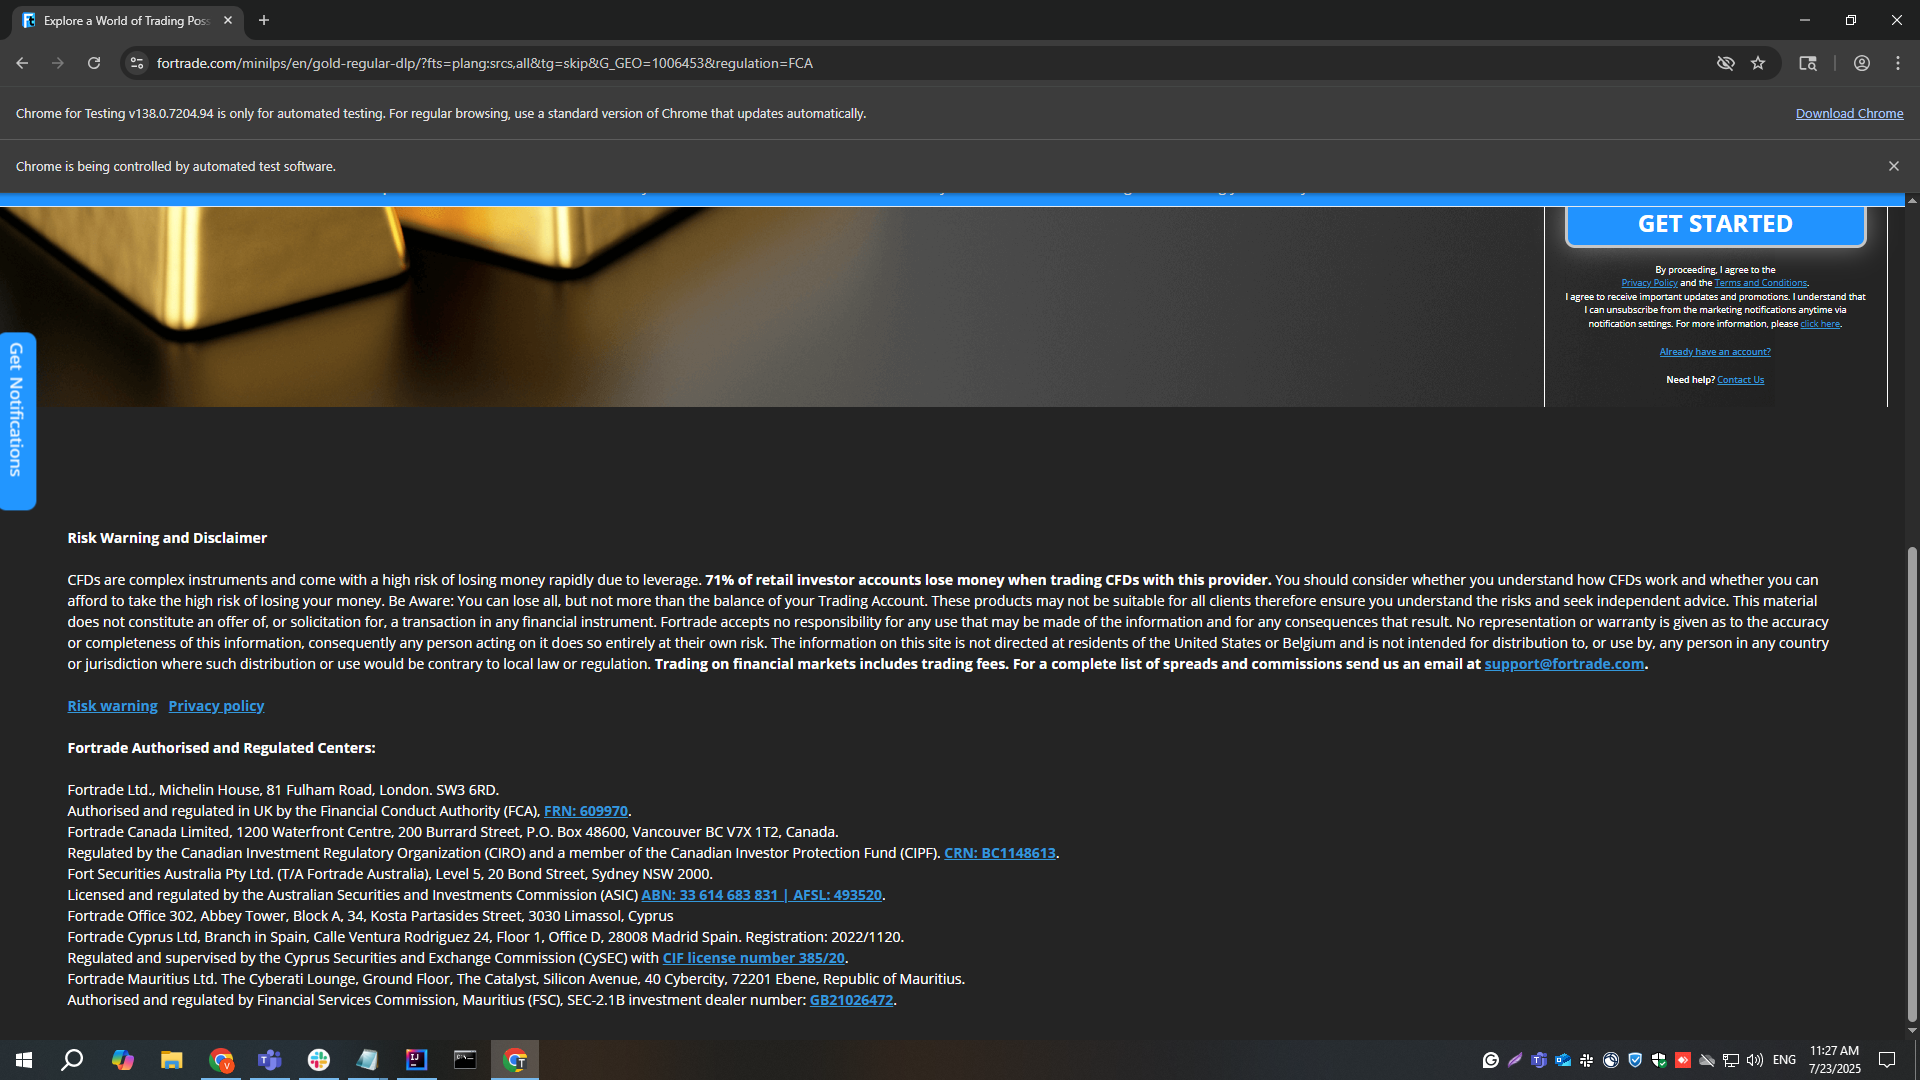 Explore a World of Trading Poss
fortrade.com/minilps/en/gold-regular-dlp/?fts=plang:srcs,all&tg=skip&G_GEO=1006453&regulation=FCA
Chrome for Testing v138.0.7204.94 is only for automated testing. For regular browsing, use a standard version of Chrome that updates automatically.
Download Chrome
Chrome is being controlled by automated test software.
GET STARTED
By proceeding, I agree to the
Privacy Policy and the Terms and Conditions.
I agree to receive important updates and promotions. I understand that
I can unsubscribe from the marketing notifications anytime via
notification settings. For more information, please click here.
Already have an account?
Need help? Contact Us
Get Notifications
Risk Warning and Disclaimer
CFDs are complex instruments and come with a high risk of losing money rapidly due to leverage. 71% of retail investor accounts lose money when trading CFDs with this provider. You should consider whether you understand how CFDs work and whether you can
afford to take the high risk of losing your money. Be Aware: You can lose all, but not more than the balance of your Trading Account. These products may not be suitable for all clients therefore ensure you understand the risks and seek independent advice. This material
does not constitute an offer of, or solicitation for, a transaction in any financial instrument. Fortrade accepts no responsibility for any use that may be made of the information and for any consequences that result. No representation or warranty is given as to the accuracy
or completeness of this information, consequently any person acting on it does so entirely at their own risk. The information on this site is not directed at residents of the United States or Belgium and is not intended for distribution to, or use by, any person in any country
or jurisdiction where such distribution or use would be contrary to local law or regulation. Trading on financial markets includes trading fees. For a complete list of spreads and commissions send us an email at support@fortrade.com.
Risk warning Privacy policy
Fortrade Authorised and Regulated Centers:
Fortrade Ltd., Michelin House, 81 Fulham Road, London. SW3 6RD.
Authorised and regulated in UK by the Financial Conduct Authority (FCA), FRN: 609970.
Fortrade Canada Limited, 1200 Waterfront Centre, 200 Burrard Street, P.O. Box 48600, Vancouver BC V7X 1T2, Canada.
Regulated by the Canadian Investment Regulatory Organization (CIRO) and a member of the Canadian Investor Protection Fund (CIPF). CRN: BC1148613.
Fort Securities Australia Pty Ltd. (T/A Fortrade Australia), Level 5, 20 Bond Street, Sydney NSW 2000.
Licensed and regulated by the Australian Securities and Investments Commission (ASIC) ABN: 33 614 683 831 | AFSL: 493520.
Fortrade Office 302, Abbey Tower, Block A, 34, Kosta Partasides Street, 3030 Limassol, Cyprus
Fortrade Cyprus Ltd, Branch in Spain, Calle Ventura Rodriguez 24, Floor 1, Office D, 28008 Madrid Spain. Registration: 2022/1120.
Regulated and supervised by the Cyprus Securities and Exchange Commission (CySEC) with CIF license number 385/20.
Fortrade Mauritius Ltd. The Cyberati Lounge, Ground Floor, The Catalyst, Silicon Avenue, 40 Cybercity, 72201 Ebene, Republic of Mauritius.
Authorised and regulated by Financial Services Commission, Mauritius (FSC), SEC-2.1B investment dealer number: GB21026472.
ENG
11:27 AM
7/23/2025